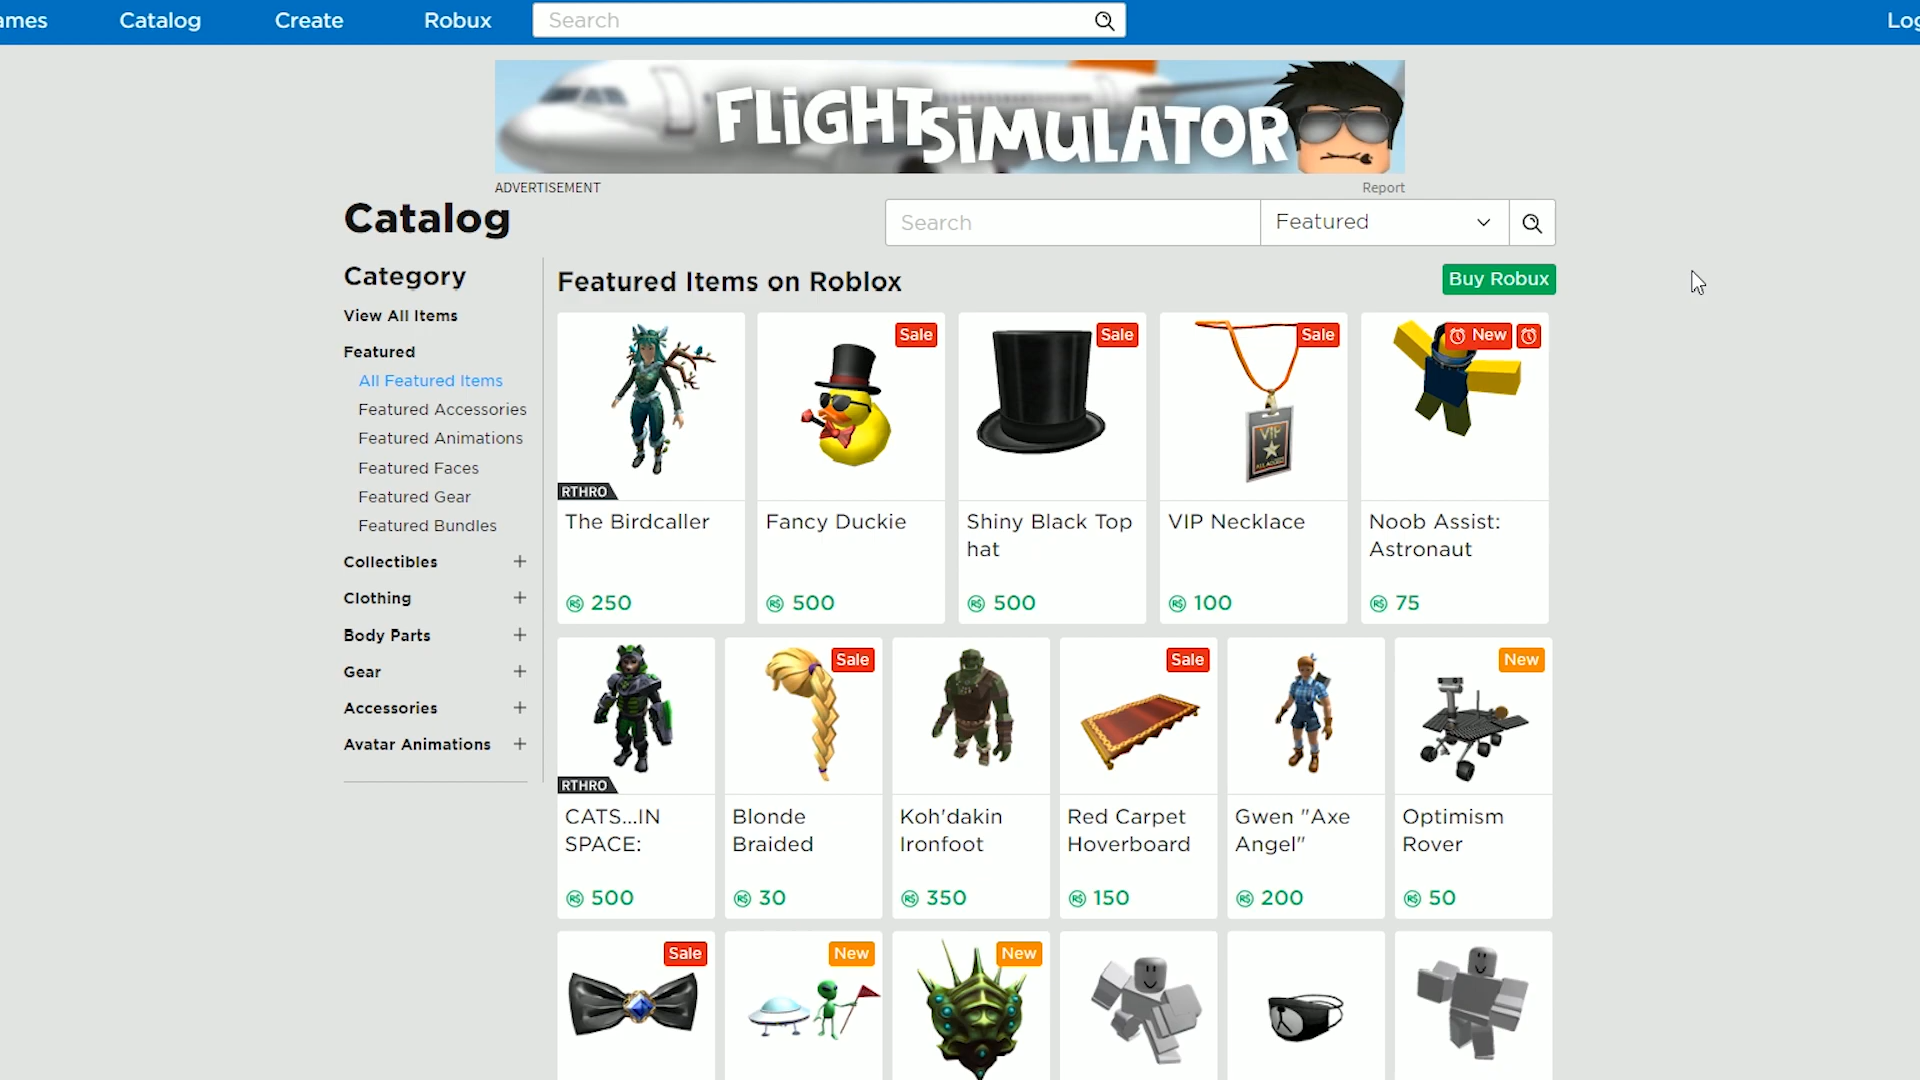 Catalog Create Robux Search
FLiGHT SiMULATOR
ADVERTISEMENT Report
Catalog
Search Featured
Category
View All Items
Featured
All Featured Items
Featured Accessories
Featured Animations
Featured Faces
Featured Gear
Featured Bundles
Collectibles +
Clothing +
Body Parts +
Gear +
Accessories +
Avatar Animations +
Featured Items on Roblox
Buy Robux
RTHRO
The Birdcaller
R$ 250
Sale
Fancy Duckie
R$ 500
Sale
Shiny Black Top
hat
R$ 500
Sale
VIP
VIP Necklace
R$ 100
New
Noob Assist:
Astronaut
R$ 75
RTHRO
CATS...IN
SPACE:
R$ 500
Sale
Blonde
Braided
R$ 30
Koh'dakin
Ironfoot
R$ 350
Sale
Red Carpet
Hoverboard
R$ 150
Gwen "Axe
Angel"
R$ 200
New
Optimism
Rover
R$ 50
Sale
New
New